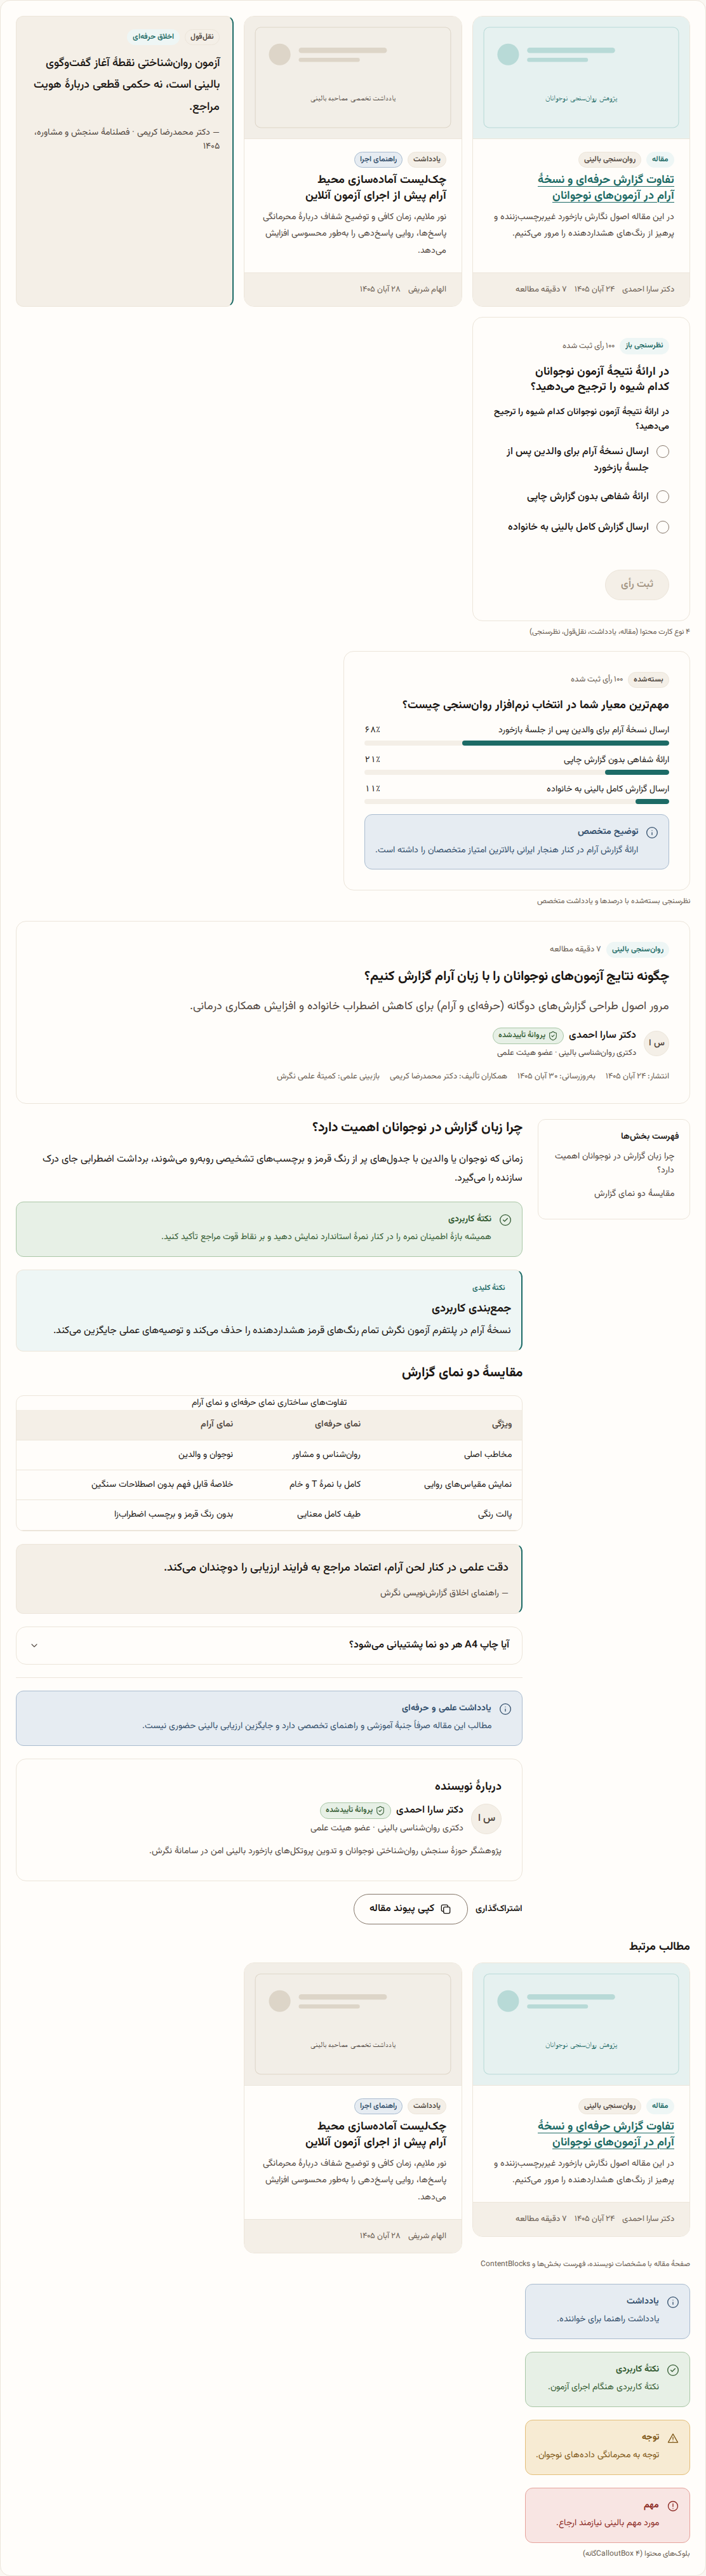 پژوهش روان‌سنجی نوجوانان
مقاله
روان‌سنجی بالینی
تفاوت گزارش حرفه‌ای و نسخهٔ
آرام در آزمون‌های نوجوانان
در این مقاله اصول نگارش بازخورد غیربرچسب‌زننده و
پرهیز از رنگ‌های هشداردهنده را مرور می‌کنیم.
دکتر سارا احمدی ۲۴ آبان ۱۴۰۵ ۷ دقیقه مطالعه
یادداشت تخصصی مصاحبه بالینی
یادداشت
راهنمای اجرا
چک‌لیست آماده‌سازی محیط
آرام پیش از اجرای آزمون آنلاین
نور ملایم، زمان کافی و توضیح شفاف دربارهٔ محرمانگی
پاسخ‌ها، روایی پاسخ‌دهی را به‌طور محسوسی افزایش
می‌دهد.
الهام شریفی ۲۸ آبان ۱۴۰۵
نقل‌قول
اخلاق حرفه‌ای
آزمون روان‌شناختی نقطهٔ آغاز گفت‌وگوی
بالینی است، نه حکمی قطعی دربارهٔ هویت
مراجع.
— دکتر محمدرضا کریمی · فصلنامهٔ سنجش و مشاوره،
۱۴۰۵
نظرسنجی باز
۱۰۰ رأی ثبت شده
در ارائهٔ نتیجهٔ آزمون نوجوانان
کدام شیوه را ترجیح می‌دهید؟
در ارائهٔ نتیجهٔ آزمون نوجوانان کدام شیوه را ترجیح
می‌دهید؟
ارسال نسخهٔ آرام برای والدین پس از
جلسهٔ بازخورد
ارائهٔ شفاهی بدون گزارش چاپی
ارسال گزارش کامل بالینی به خانواده
ثبت رأی
۴ نوع کارت محتوا (مقاله، یادداشت، نقل‌قول، نظرسنجی)
بسته‌شده
۱۰۰ رأی ثبت شده
مهم‌ترین معیار شما در انتخاب نرم‌افزار روان‌سنجی چیست؟
ارسال نسخهٔ آرام برای والدین پس از جلسهٔ بازخورد ۶۸٪
ارائهٔ شفاهی بدون گزارش چاپی ۲۱٪
ارسال گزارش کامل بالینی به خانواده ۱۱٪
توضیح متخصص
ارائهٔ گزارش آرام در کنار هنجار ایرانی بالاترین امتیاز متخصصان را داشته است.
نظرسنجی بسته‌شده با درصدها و یادداشت متخصص
روان‌سنجی بالینی
۷ دقیقه مطالعه
چگونه نتایج آزمون‌های نوجوانان را با زبان آرام گزارش کنیم؟
مرور اصول طراحی گزارش‌های دوگانه (حرفه‌ای و آرام) برای کاهش اضطراب خانواده و افزایش همکاری درمانی.
س ا
دکتر سارا احمدی
پروانهٔ تأییدشده
دکتری روان‌شناسی بالینی · عضو هیئت علمی
انتشار: ۲۴ آبان ۱۴۰۵ به‌روزرسانی: ۳۰ آبان ۱۴۰۵ همکاران تألیف: دکتر محمدرضا کریمی بازبینی علمی: کمیتهٔ علمی نگرش
فهرست بخش‌ها
چرا زبان گزارش در نوجوانان اهمیت
دارد؟
مقایسهٔ دو نمای گزارش
چرا زبان گزارش در نوجوانان اهمیت دارد؟
زمانی که نوجوان یا والدین با جدول‌های پر از رنگ قرمز و برچسب‌های تشخیصی روبه‌رو می‌شوند، برداشت اضطرابی جای درک
سازنده را می‌گیرد.
نکتهٔ کاربردی
همیشه بازهٔ اطمینان نمره را در کنار نمرهٔ استاندارد نمایش دهید و بر نقاط قوت مراجع تأکید کنید.
نکتهٔ کلیدی
جمع‌بندی کاربردی
نسخهٔ آرام در پلتفرم آزمون نگرش تمام رنگ‌های قرمز هشداردهنده را حذف می‌کند و توصیه‌های عملی جایگزین می‌کند.
مقایسهٔ دو نمای گزارش
تفاوت‌های ساختاری نمای حرفه‌ای و نمای آرام
ویژگی نمای حرفه‌ای نمای آرام
مخاطب اصلی روان‌شناس و مشاور نوجوان و والدین
نمایش مقیاس‌های روایی کامل با نمرهٔ T و خام خلاصهٔ قابل فهم بدون اصطلاحات سنگین
پالت رنگی طیف کامل معنایی بدون رنگ قرمز و برچسب اضطراب‌زا
دقت علمی در کنار لحن آرام، اعتماد مراجع به فرایند ارزیابی را دوچندان می‌کند.
— راهنمای اخلاق گزارش‌نویسی نگرش
آیا چاپ A4 هر دو نما پشتیبانی می‌شود؟
یادداشت علمی و حرفه‌ای
مطالب این مقاله صرفاً جنبهٔ آموزشی و راهنمای تخصصی دارد و جایگزین ارزیابی بالینی حضوری نیست.
دربارهٔ نویسنده
س ا
دکتر سارا احمدی
پروانهٔ تأییدشده
دکتری روان‌شناسی بالینی · عضو هیئت علمی
پژوهشگر حوزهٔ سنجش روان‌شناختی نوجوانان و تدوین پروتکل‌های بازخورد بالینی امن در سامانهٔ نگرش.
اشتراک‌گذاری
کپی پیوند مقاله
مطالب مرتبط
پژوهش روان‌سنجی نوجوانان
مقاله
روان‌سنجی بالینی
تفاوت گزارش حرفه‌ای و نسخهٔ
آرام در آزمون‌های نوجوانان
در این مقاله اصول نگارش بازخورد غیربرچسب‌زننده و
پرهیز از رنگ‌های هشداردهنده را مرور می‌کنیم.
دکتر سارا احمدی ۲۴ آبان ۱۴۰۵ ۷ دقیقه مطالعه
یادداشت تخصصی مصاحبه بالینی
یادداشت
راهنمای اجرا
چک‌لیست آماده‌سازی محیط
آرام پیش از اجرای آزمون آنلاین
نور ملایم، زمان کافی و توضیح شفاف دربارهٔ محرمانگی
پاسخ‌ها، روایی پاسخ‌دهی را به‌طور محسوسی افزایش
می‌دهد.
الهام شریفی ۲۸ آبان ۱۴۰۵
صفحهٔ مقاله با مشخصات نویسنده، فهرست بخش‌ها و ContentBlocks
یادداشت
یادداشت راهنما برای خواننده.
نکتهٔ کاربردی
نکتهٔ کاربردی هنگام اجرای آزمون.
توجه
توجه به محرمانگی داده‌های نوجوان.
مهم
مورد مهم بالینی نیازمند ارجاع.
بلوک‌های محتوا (CalloutBox ۴گانه)